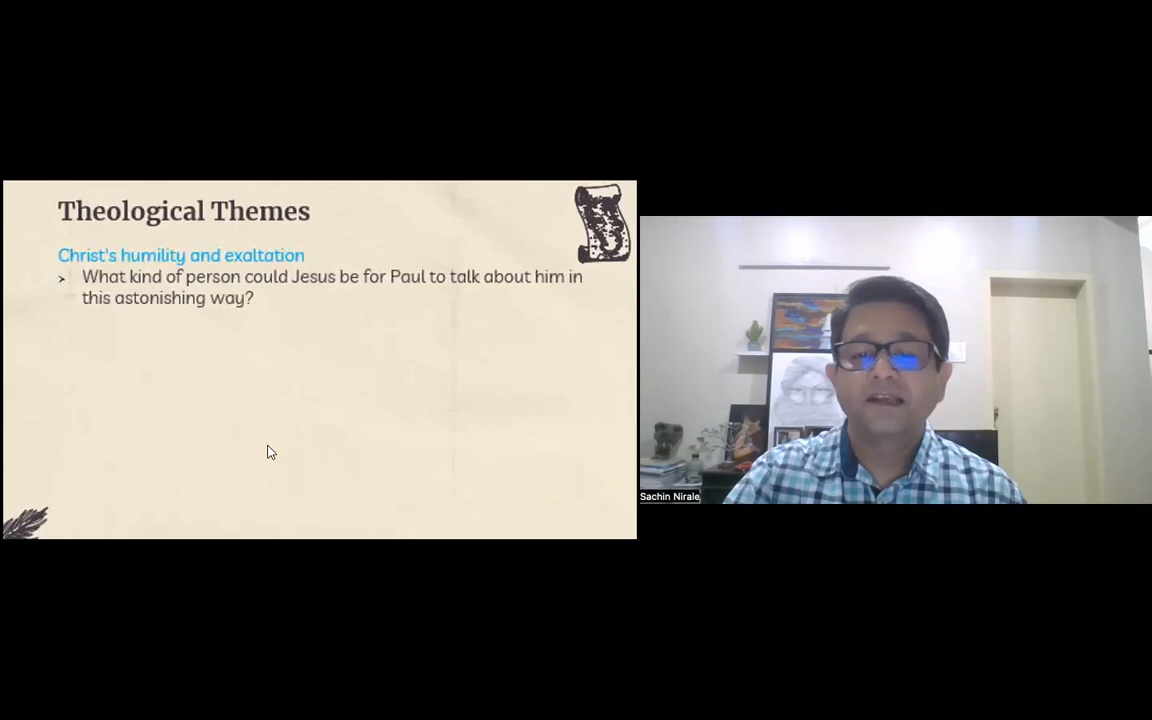 Theological Themes
Christ's humility and exaltation
➢ What kind of person could Jesus be for Paul to talk about him in
this astonishing way?
Sachin Nirale